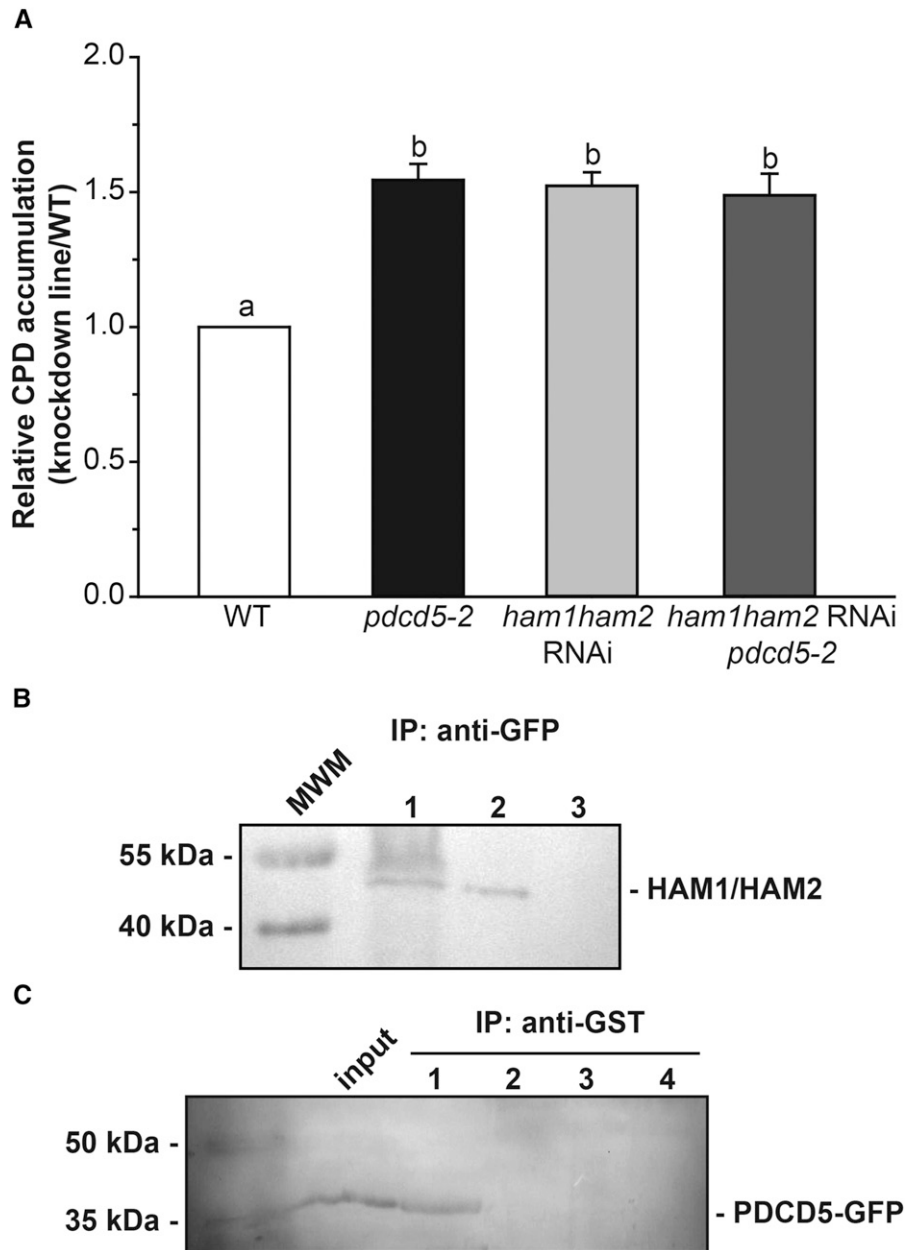 A
Relative CPD accumulation
(knockdown line/WT)
2.0
1.5
1.0
0.5
0.0
a
b
b
b
WT
pdcd5-2
ham1ham2
RNAi
ham1ham2 RNAi
pdcd5-2
B
IP: anti-GFP
MWM
1
2
3
55 kDa -
40 kDa -
- HAM1/HAM2
C
IP: anti-GST
input
1
2
3
4
50 kDa -
35 kDa -
- PDCD5-GFP